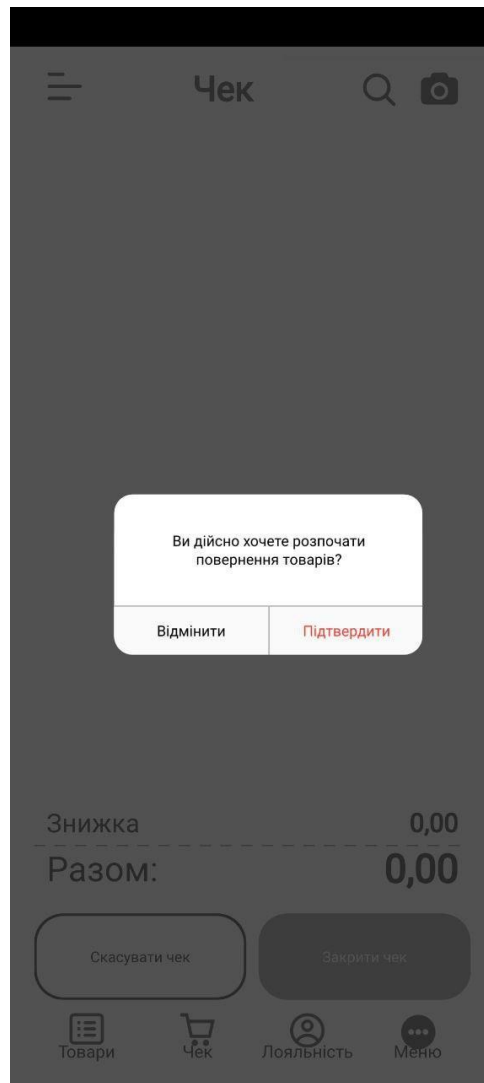 Чек
Ви дійсно хочете розпочати
повернення товарів?
Відмінити Підтвердити
Знижка 0,00
Разом: 0,00
Скасувати чек Закрити чек
Товари Чек Лояльність Меню